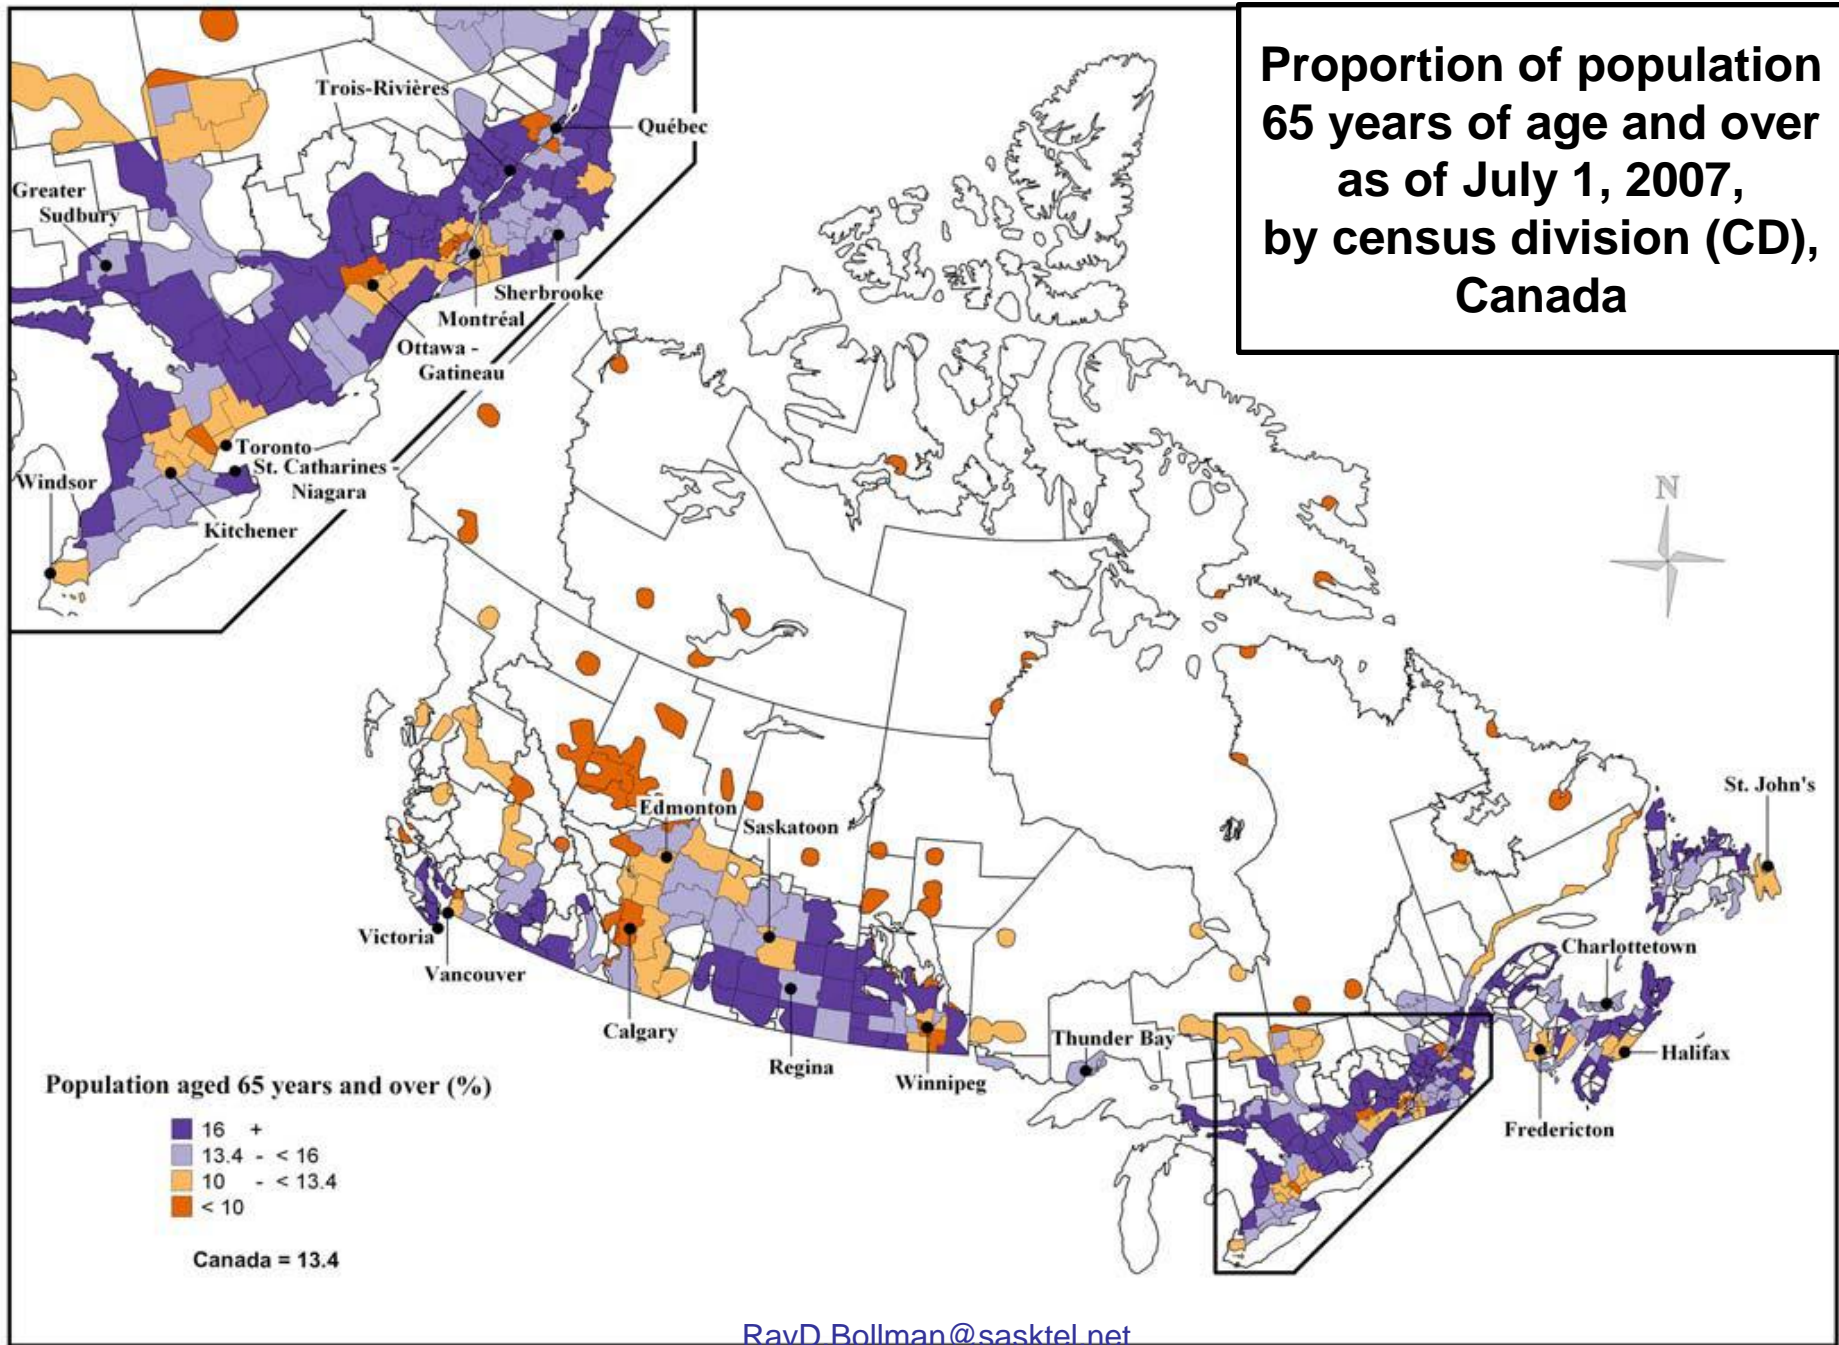 Proportion of population
65 years of age and over
as of July 1, 2007,
by census division (CD),
Canada
Trois-Rivières
Québec
Greater
Sudbury
Sherbrooke
Montréal
Ottawa -
Gatineau
Toronto
St. Catharines -
Niagara
Windsor
Kitchener
N
Edmonton
Saskatoon
St. John's
Victoria
Vancouver
Charlottetown
Calgary
Regina
Winnipeg
Thunder Bay
Halifax
Fredericton
Population aged 65 years and over (%)
16 +
13.4 - < 16
10 - < 13.4
< 10
Canada = 13.4
RayD.Bollman@sasktel.net